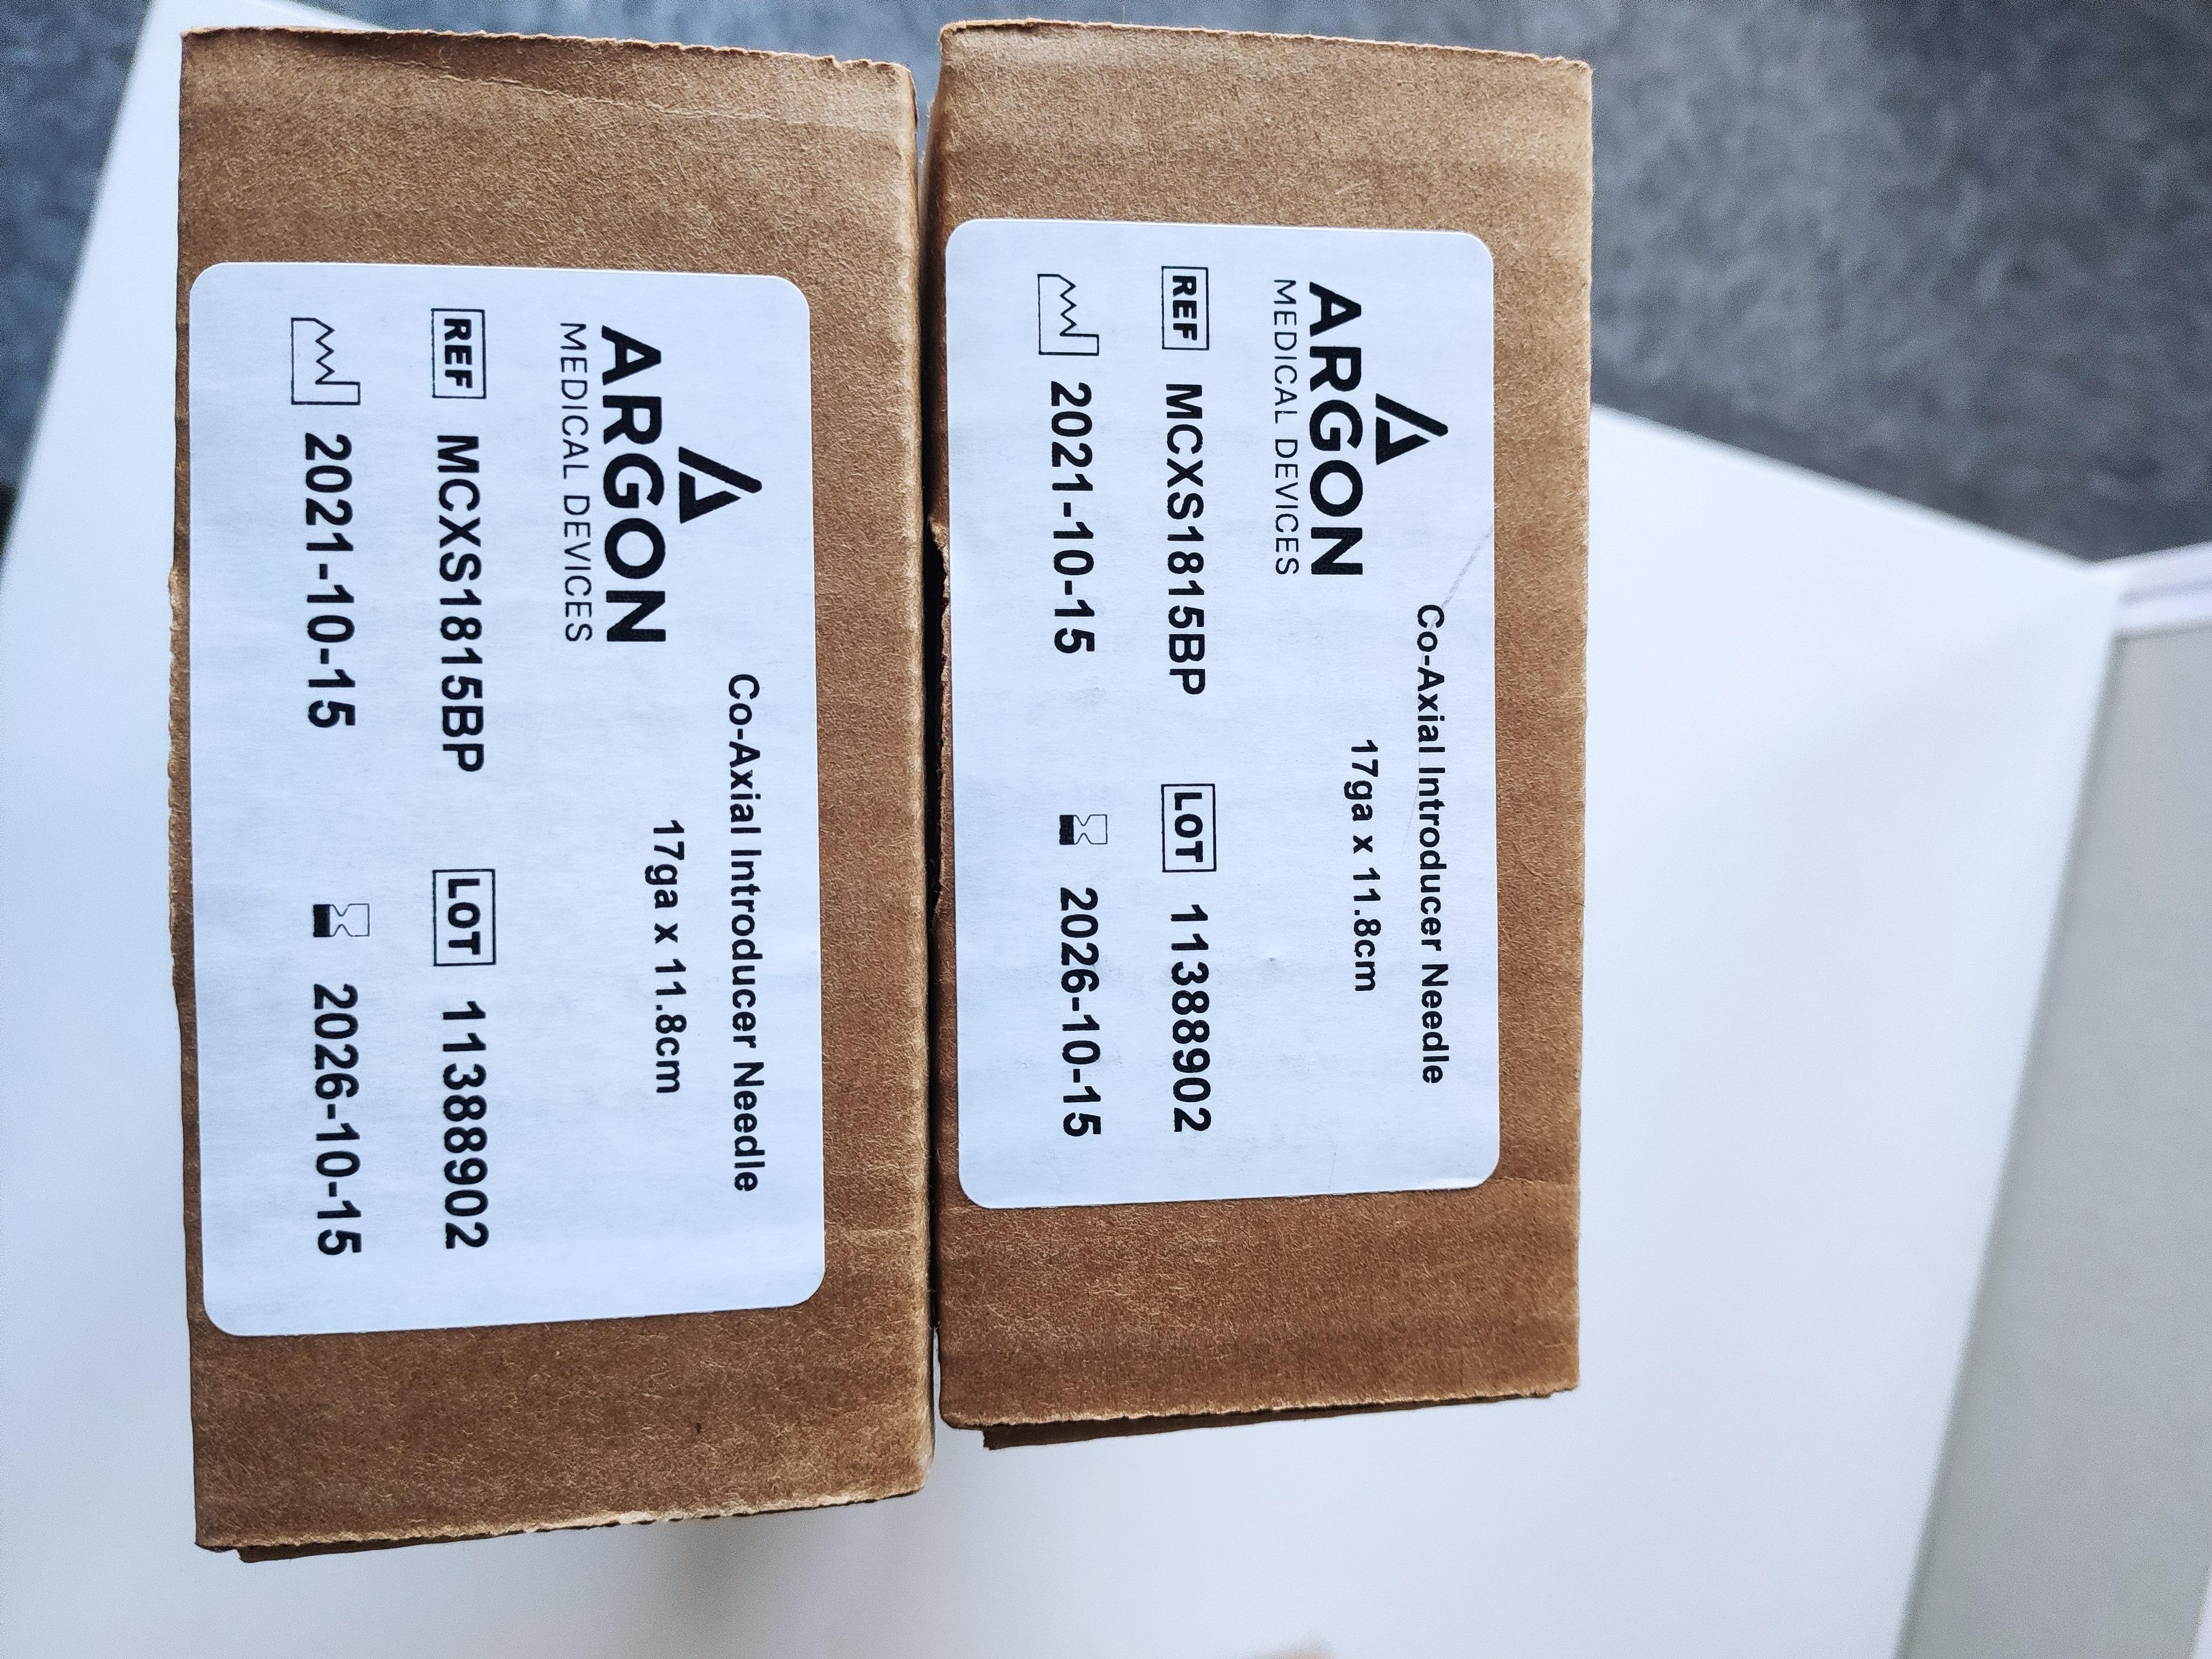 ARGON
MEDICAL DEVICES
Co-Axial Introducer Needle
17ga x 11.8cm
REF MCXS1815BP LOT 11388902
2021-10-15 2026-10-15
ARGON
MEDICAL DEVICES
Co-Axial Introducer Needle
17ga x 11.8cm
REF MCXS1815BP LOT 11388902
2021-10-15 2026-10-15